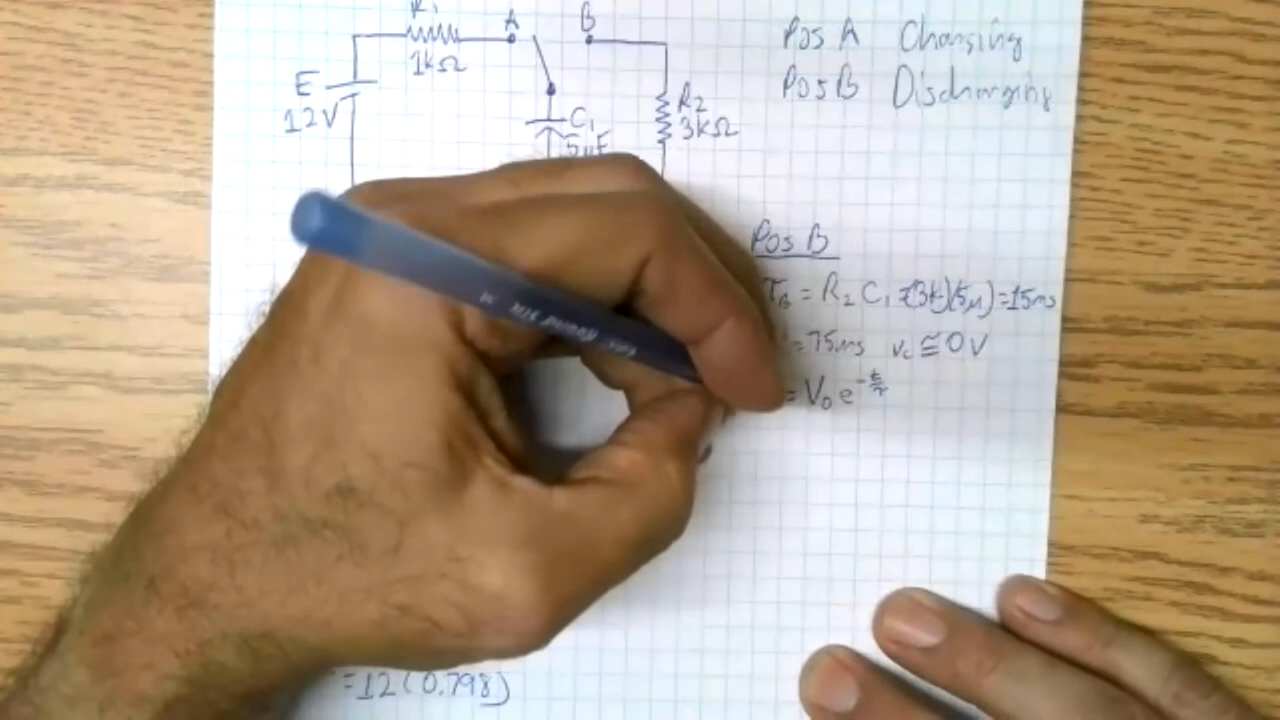 R1 A B
1kΩ
E
12V
C1
5μF
R2
3kΩ
Pos A Charging
Pos B Discharging
Pos B
τB = R2 C1 = (3k)(5μ) = 15ms
= 75ms vc ≅ 0V
= V0 e^-t/τ
=12(0.798)